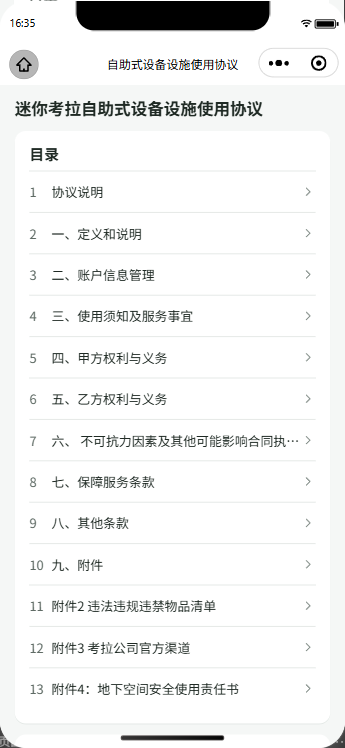 16:35
自助式设备设施使用协议
迷你考拉自助式设备设施使用协议
目录
1 协议说明
2 一、定义和说明
3 二、账户信息管理
4 三、使用须知及服务事宜
5 四、甲方权利与义务
6 五、乙方权利与义务
7 六、 不可抗力因素及其他可能影响合同执…
8 七、保障服务条款
9 八、其他条款
10 九、附件
11 附件2 违法违规违禁物品清单
12 附件3 考拉公司官方渠道
13 附件4：地下空间安全使用责任书